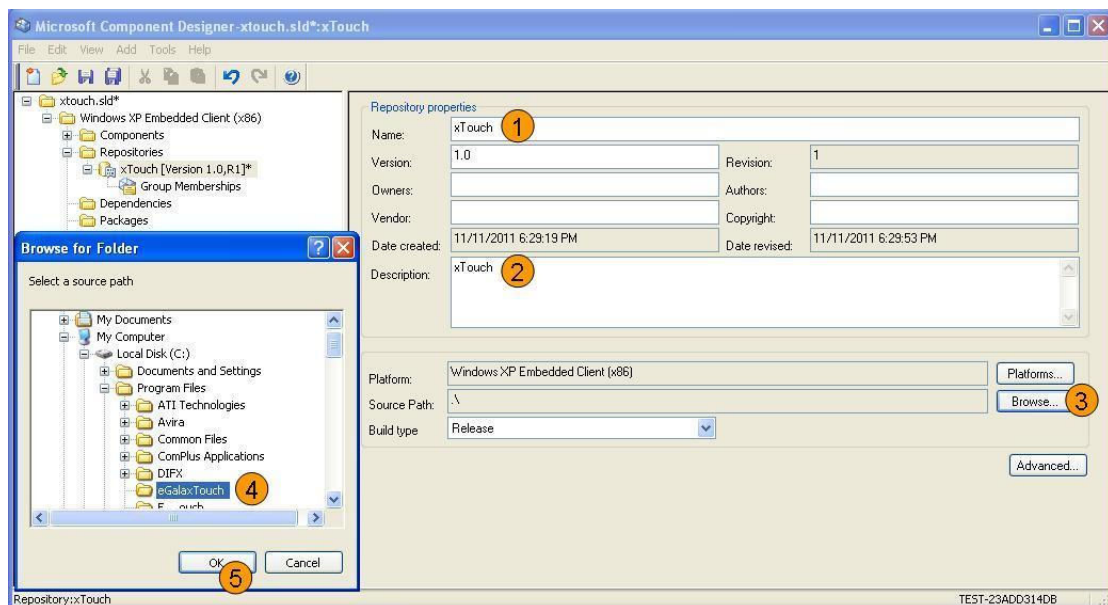 Microsoft Component Designer-xtouch.sld*:xTouch
File Edit View Add Tools Help
xtouch.sld*
Windows XP Embedded Client (x86)
Components
Repositories
xTouch [Version 1.0,R1]*
Group Memberships
Dependencies
Packages
Repository properties
Name: xTouch 1
Version: 1.0 Revision: 1
Owners: Authors:
Vendor: Copyright:
Date created: 11/11/2011 6:29:19 PM Date revised: 11/11/2011 6:29:53 PM
Description: xTouch 2
Platform: Windows XP Embedded Client (x86) Platforms...
Source Path: .\ Browse... 3
Build type Release
Advanced...
Browse for Folder
Select a source path
My Documents
My Computer
Local Disk (C:)
Documents and Settings
Program Files
ATI Technologies
Avira
Common Files
ComPlus Applications
DIFX
eGalaxTouch 4
OK 5 Cancel
Repository:xTouch TEST-23ADD314DB